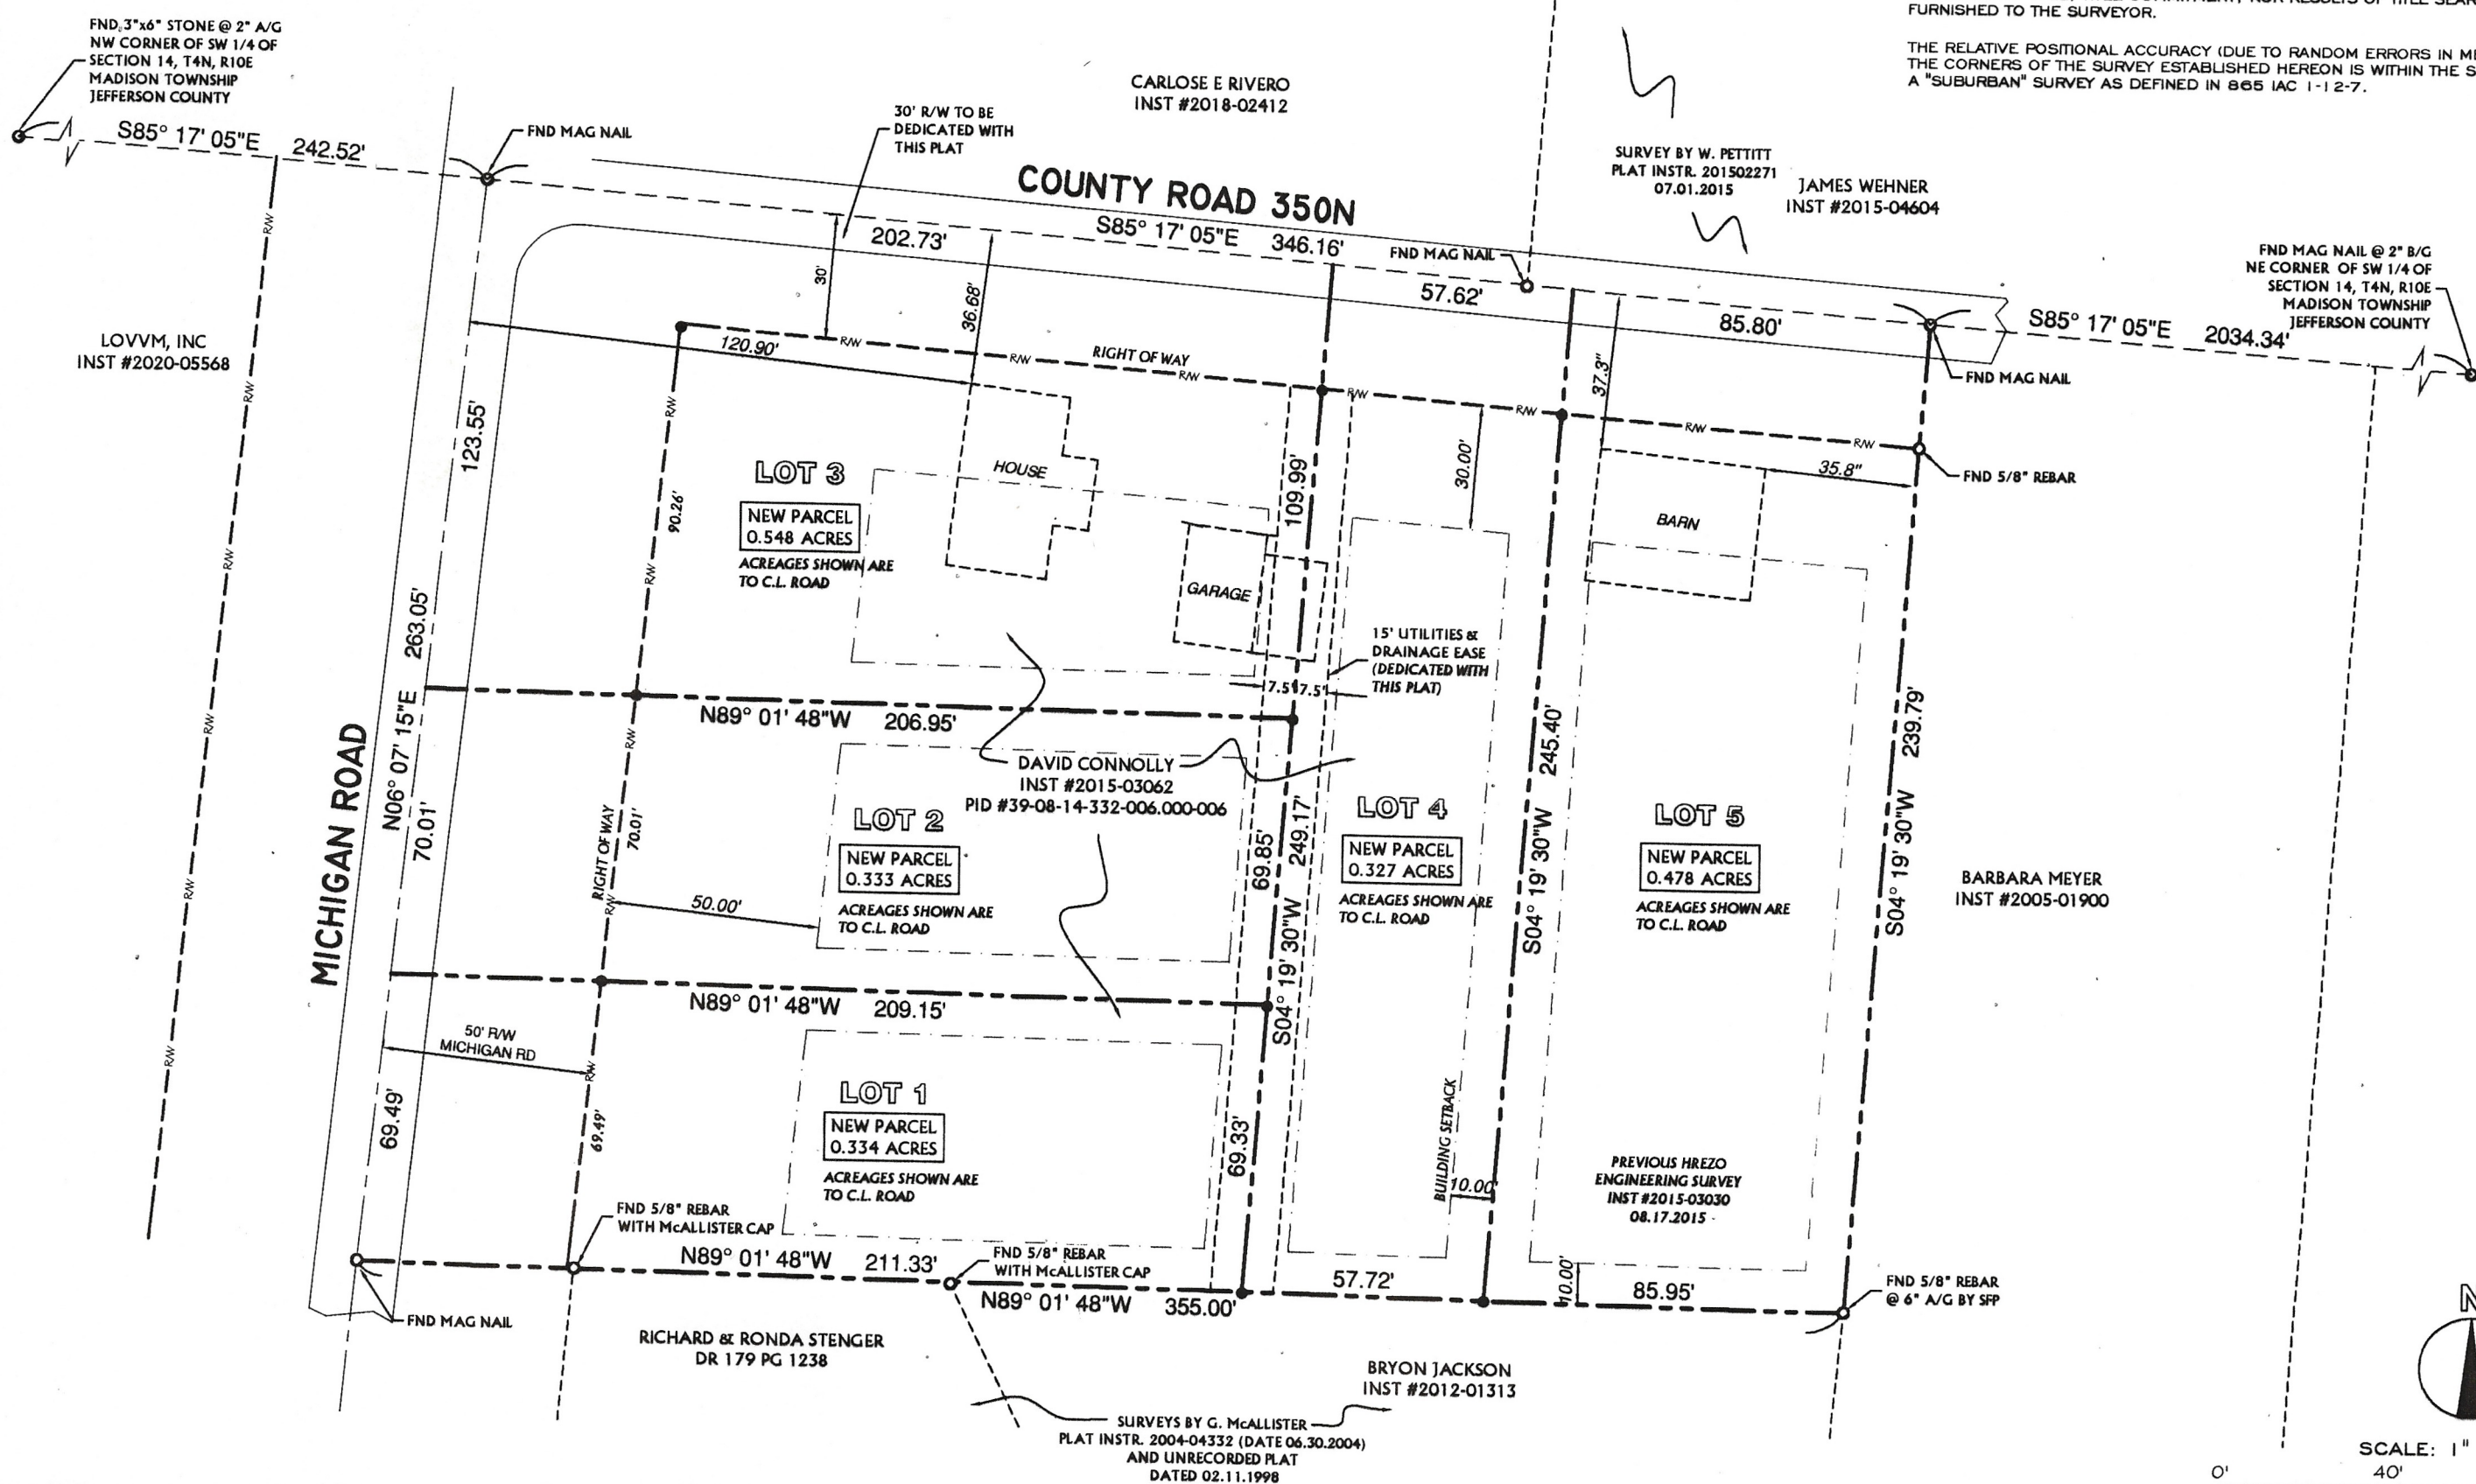 FURNISHED TO THE SURVEYOR.
THE RELATIVE POSITIONAL ACCURACY (DUE TO RANDOM ERRORS IN
THE CORNERS OF THE SURVEY ESTABLISHED HEREON IS WITHIN THE
A "SUBURBAN" SURVEY AS DEFINED IN 865 IAC 1-12-7.
FND. 3"x6" STONE @ 2" A/G
NW CORNER OF SW 1/4 OF
SECTION 14, T4N, R10E
MADISON TOWNSHIP
JEFFERSON COUNTY
S85° 17' 05"E 242.52'
FND MAG NAIL
30' R/W TO BE
DEDICATED WITH
THIS PLAT
CARLOSE E RIVERO
INST #2018-02412
SURVEY BY W. PETTITT
PLAT INSTR. 201502271
07.01.2015
JAMES WEHNER
INST #2015-04604
COUNTY ROAD 350N
S85° 17' 05"E 346.16'
202.73'
FND MAG NAIL
57.62'
85.80'
FND MAG NAIL @ 2" B/G
NE CORNER OF SW 1/4 OF
SECTION 14, T4N, R10E
MADISON TOWNSHIP
JEFFERSON COUNTY
S85° 17' 05"E 2034.34'
FND MAG NAIL
LOVVM, INC
INST #2020-05568
R/W
R/W
R/W
R/W
R/W
R/W
30'
36.68'
120.90'
37.3"
R/W
R/W
RIGHT OF WAY
R/W
R/W
R/W
R/W
R/W
FND 5/8" REBAR
35.8"
30.00'
123.55'
R/W
90.26'
R/W
LOT 3
NEW PARCEL
0.548 ACRES
ACREAGES SHOWN ARE
TO C.L. ROAD
HOUSE
GARAGE
109.99'
BARN
15' UTILITIES &
DRAINAGE EASE
(DEDICATED WITH
THIS PLAT)
7.5' 7.5'
N06° 07' 15"E 263.05'
MICHIGAN ROAD
70.01'
R/W
70.01'
RIGHT OF WAY
R/W
N89° 01' 48"W 206.95'
DAVID CONNOLLY
INST #2015-03062
PID #39-08-14-332-006.000-006
LOT 2
NEW PARCEL
0.333 ACRES
ACREAGES SHOWN ARE
TO C.L. ROAD
50.00'
69.85'
S04° 19' 30"W 249.17'
LOT 4
NEW PARCEL
0.327 ACRES
ACREAGES SHOWN ARE
TO C.L. ROAD
S04° 19' 30"W 245.40'
LOT 5
NEW PARCEL
0.478 ACRES
ACREAGES SHOWN ARE
TO C.L. ROAD
S04° 19' 30"W 239.79'
BARBARA MEYER
INST #2005-01900
N89° 01' 48"W 209.15'
50' R/W
MICHIGAN RD
R/W
69.49'
69.49'
LOT 1
NEW PARCEL
0.334 ACRES
ACREAGES SHOWN ARE
TO C.L. ROAD
69.33'
BUILDING SETBACK
10.00'
PREVIOUS HREZO
ENGINEERING SURVEY
INST #2015-03030
08.17.2015
FND 5/8" REBAR
WITH McALLISTER CAP
N89° 01' 48"W 211.33'
FND 5/8" REBAR
WITH McALLISTER CAP
N89° 01' 48"W 355.00'
57.72'
10.00'
85.95'
FND 5/8" REBAR
@ 6" A/G BY SFP
FND MAG NAIL
RICHARD & RONDA STENGER
DR 179 PG 1238
BRYON JACKSON
INST #2012-01313
SURVEYS BY G. McALLISTER
PLAT INSTR. 2004-04332 (DATE 06.30.2004)
AND UNRECORDED PLAT
DATED 02.11.1998
SCALE: 1"
0' 40'